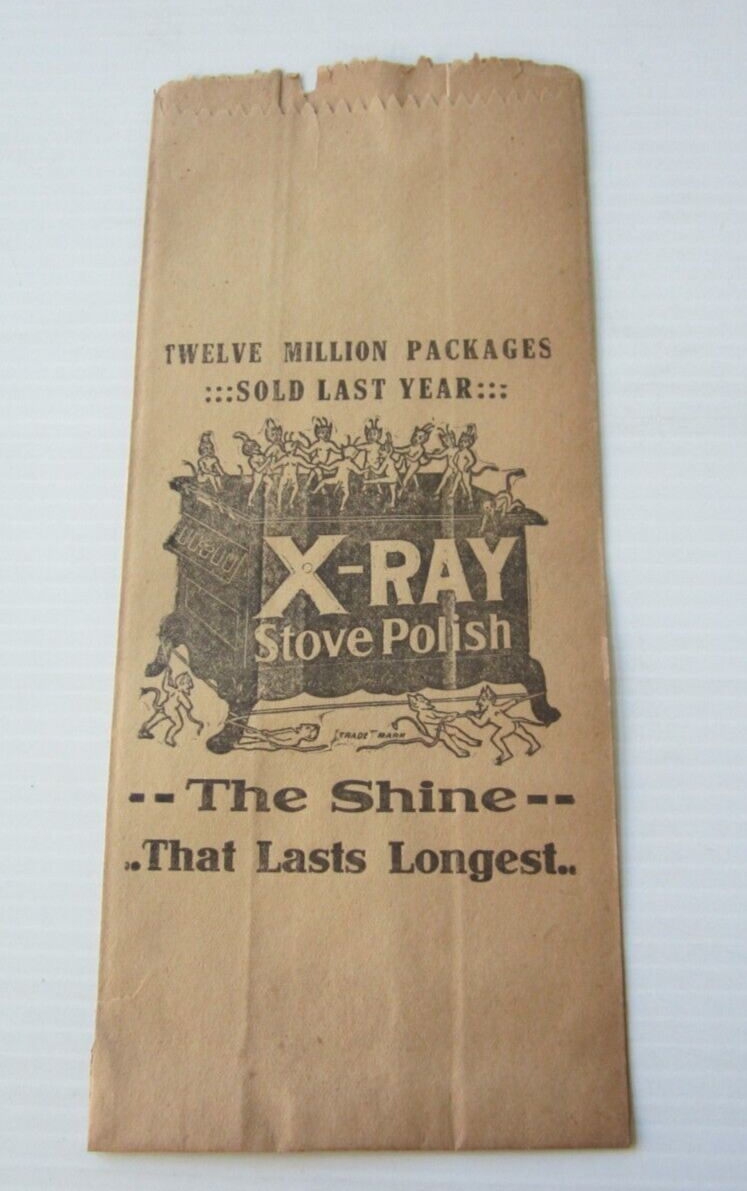 TWELVE MILLION PACKAGES
:::SOLD LAST YEAR:::
X-RAY
Stove Polish
TRADE MARK
--The Shine--
..That Lasts Longest..